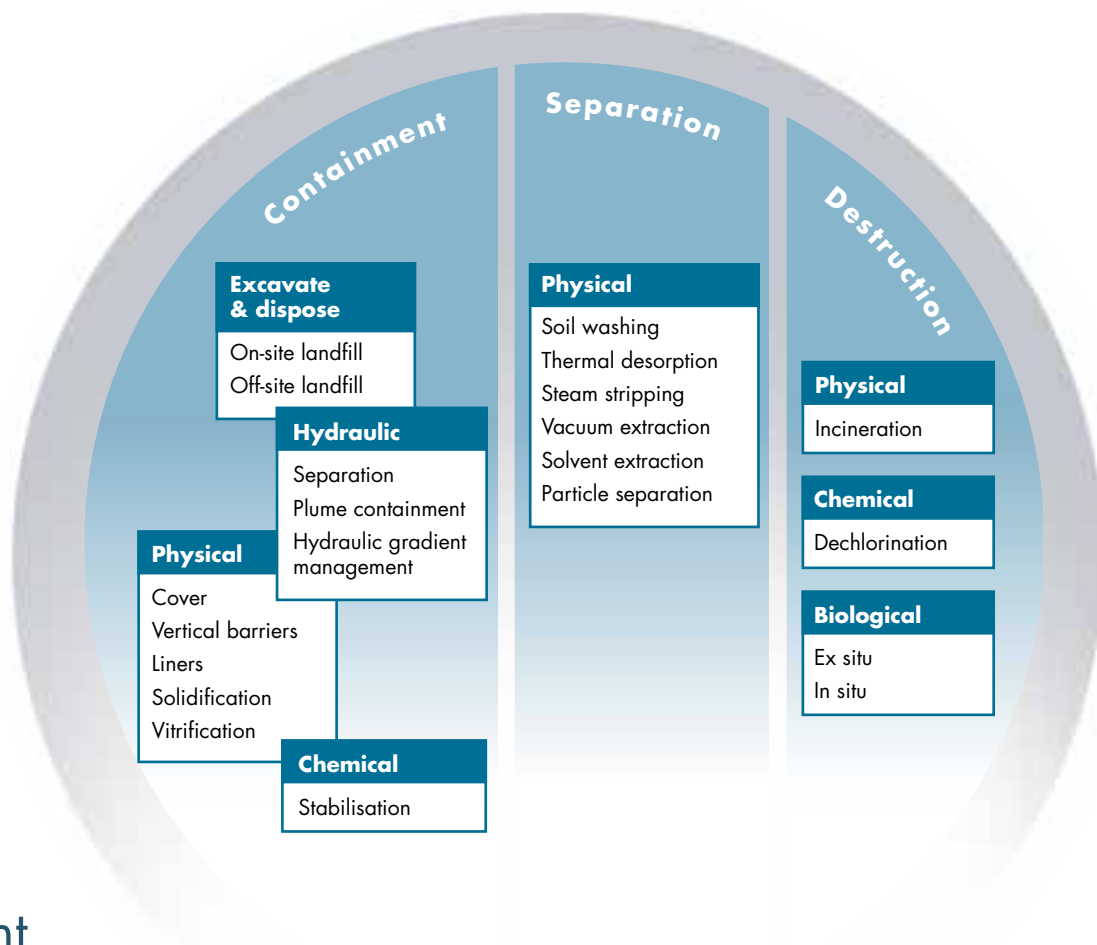 Containment
Excavate
& dispose
On-site landfill
Off-site landfill
Hydraulic
Separation
Plume containment
Hydraulic gradient
management
Physical
Cover
Vertical barriers
Liners
Solidification
Vitrification
Chemical
Stabilisation
Separation
Physical
Soil washing
Thermal desorption
Steam stripping
Vacuum extraction
Solvent extraction
Particle separation
Destruction
Physical
Incineration
Chemical
Dechlorination
Biological
Ex situ
In situ
nt